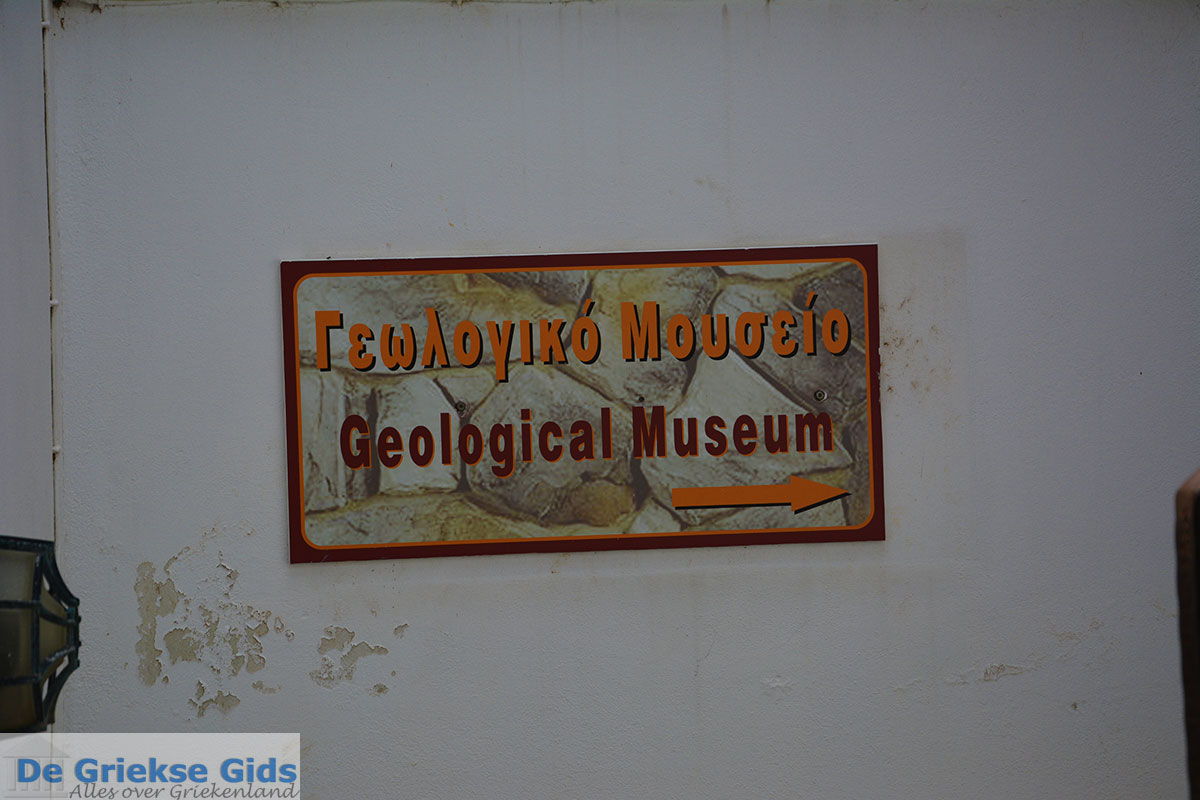 Γεωλογικό Μουσείο
Geological Museum
De Griekse Gids
Alles over Griekenland